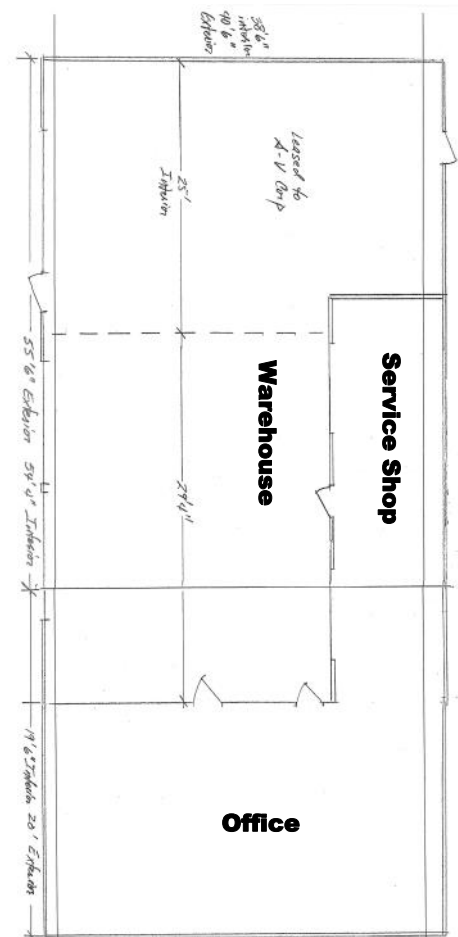 38'6"
interior
40'6"
Exterior
Leased to
A-V Corp
25'
Interior
Service Shop
Warehouse
55'6" Exterior 54'4" Interior
29'4"
Office
19'6" Interior 20' Exterior